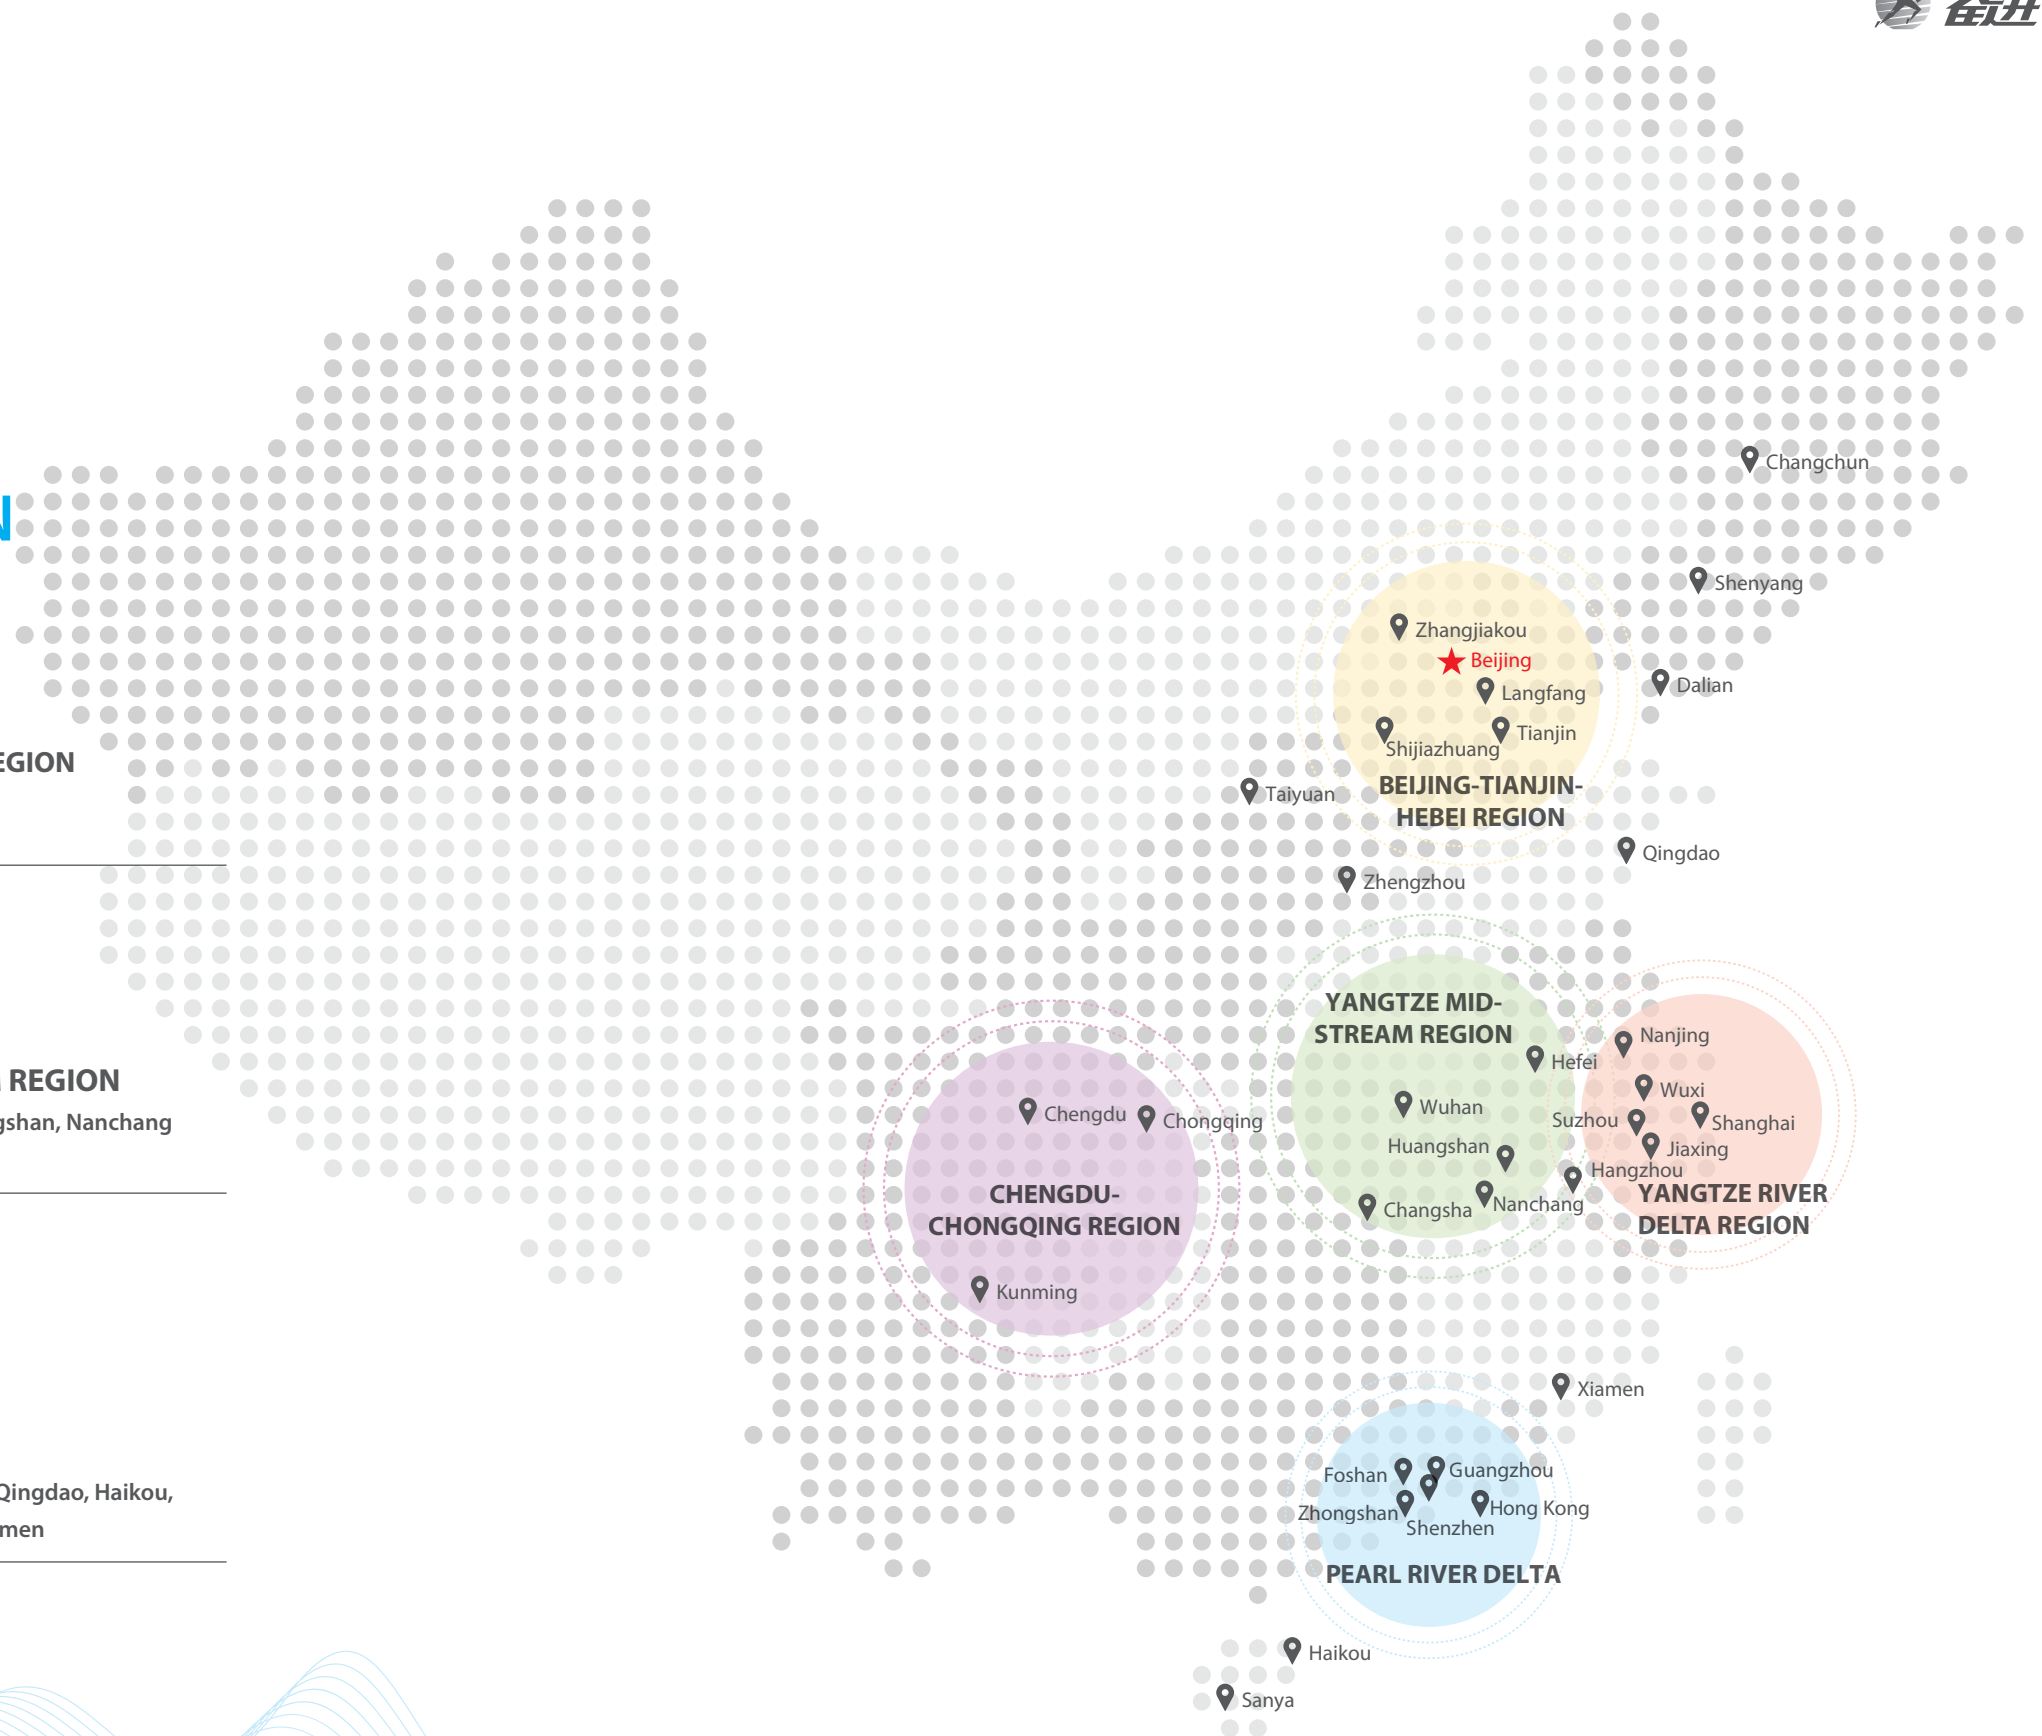 奋进
N
EGION
REGION
gshan, Nanchang
Qingdao, Haikou,
men
Changchun
Shenyang
Zhangjiakou
Beijing
Langfang
Dalian
Tianjin
Shijiazhuang
BEIJING-TIANJIN-
HEBEI REGION
Taiyuan
Qingdao
Zhengzhou
YANGTZE MID-
STREAM REGION
Hefei
Wuhan
Huangshan
Changsha
Nanchang
Nanjing
Wuxi
Suzhou
Shanghai
Jiaxing
Hangzhou
YANGTZE RIVER
DELTA REGION
Chengdu
Chongqing
CHENGDU-
CHONGQING REGION
Kunming
Xiamen
Foshan
Guangzhou
Zhongshan
Hong Kong
Shenzhen
PEARL RIVER DELTA
Haikou
Sanya